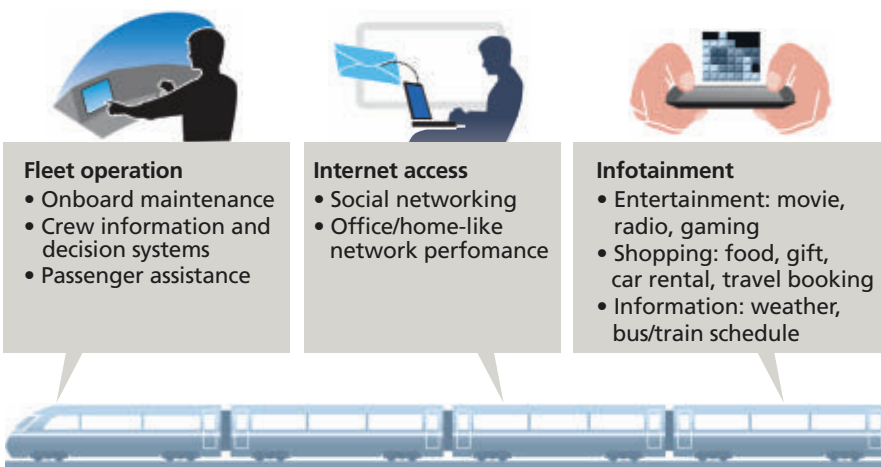 Fleet operation
• Onboard maintenance
• Crew information and
decision systems
• Passenger assistance
Internet access
• Social networking
• Office/home-like
network perfomance
Infotainment
• Entertainment: movie,
radio, gaming
• Shopping: food, gift,
car rental, travel booking
• Information: weather,
bus/train schedule